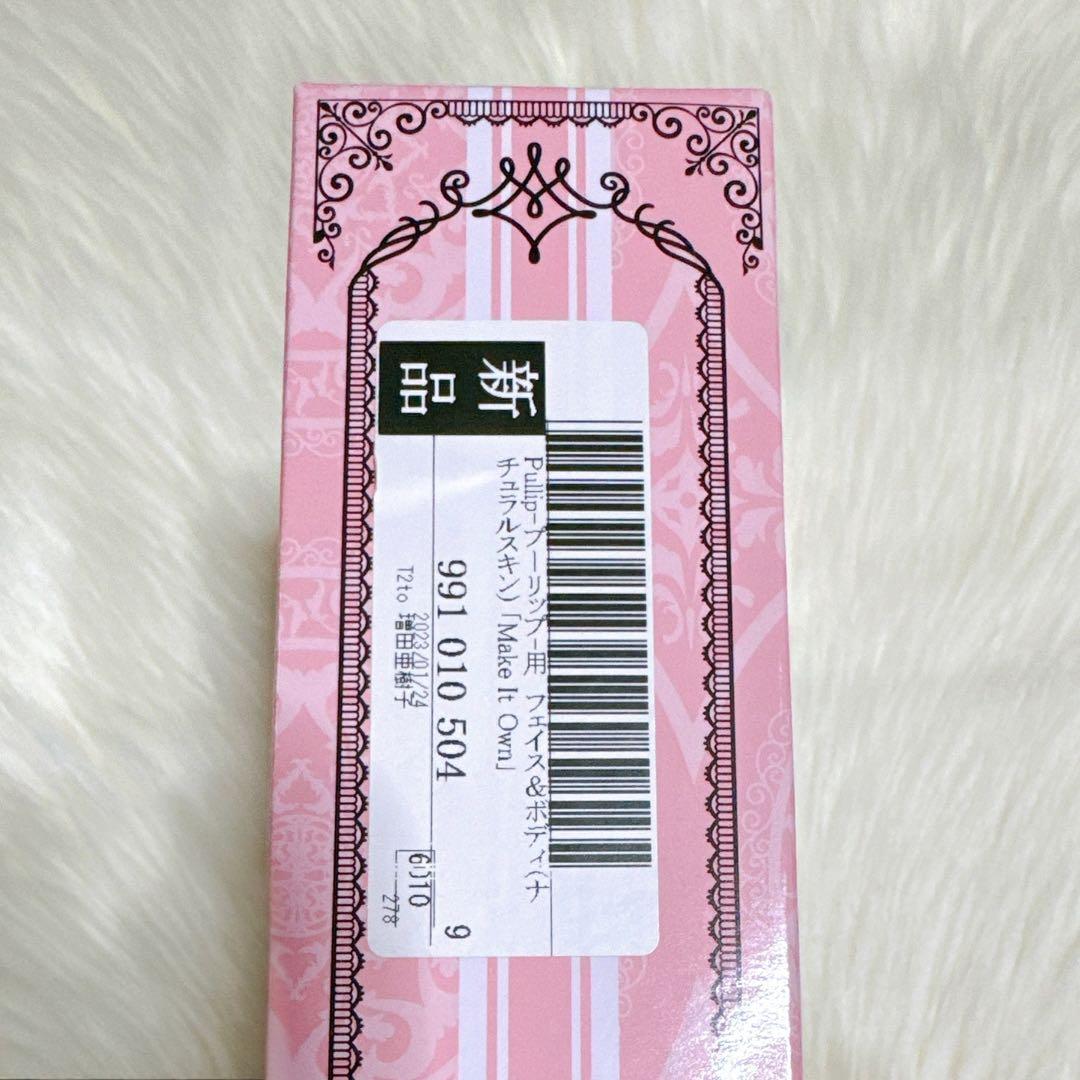 新品
Pullip-プーリップ-用 フェイス&ボディ(ナ
チュラルスキン)「Make It Own」
991 010 504
9
2023/01/24
T2to 増田亜樹子
6010
278